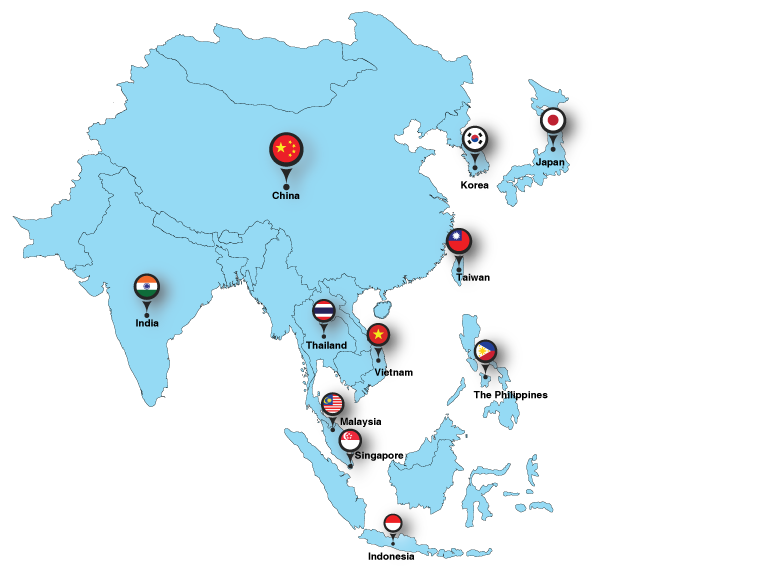 Japan
Korea
China
Taiwan
India
Thailand
Vietnam
The Philippines
Malaysia
Singapore
Indonesia